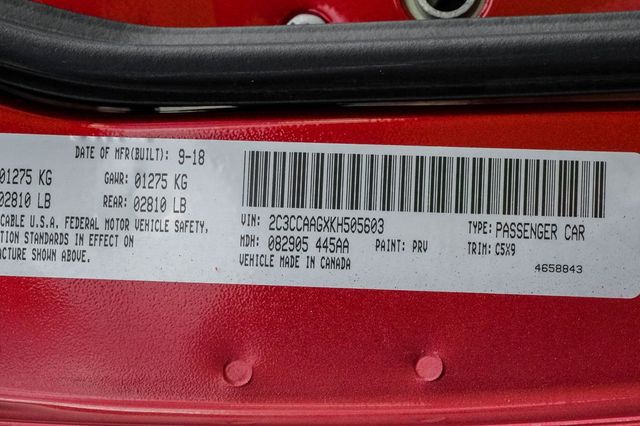 DATE OF MFR(BUILT): 9-18
01275 KG GAWR: 01275 KG
02810 LB REAR: 02810 LB
CABLE U.S.A. FEDERAL MOTOR VEHICLE SAFETY,
TION STANDARDS IN EFFECT ON
ACTURE SHOWN ABOVE.
VIN: 2C3CCAAGXKH505603 TYPE: PASSENGER CAR
MDH: 082905 445AA PAINT: PRV TRIM: C5X9
VEHICLE MADE IN CANADA
4658843